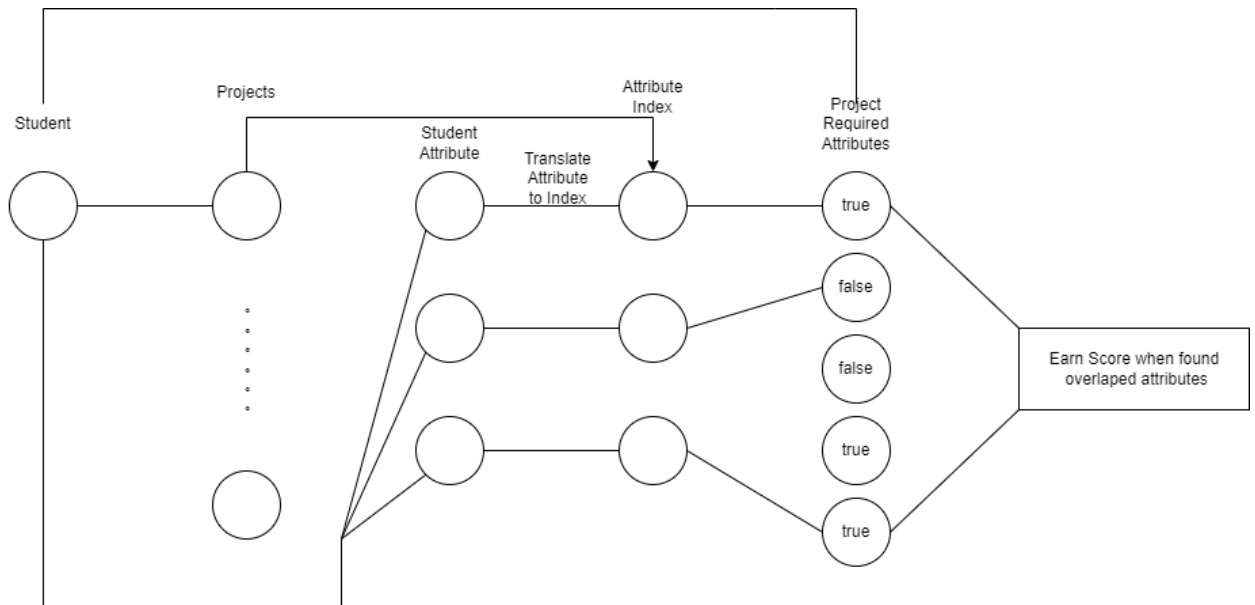 Student
Projects
Student
Attribute
Translate
Attribute
to Index
Attribute
Index
Project
Required
Attributes
true
false
false
true
true
Earn Score when found
overlaped attributes